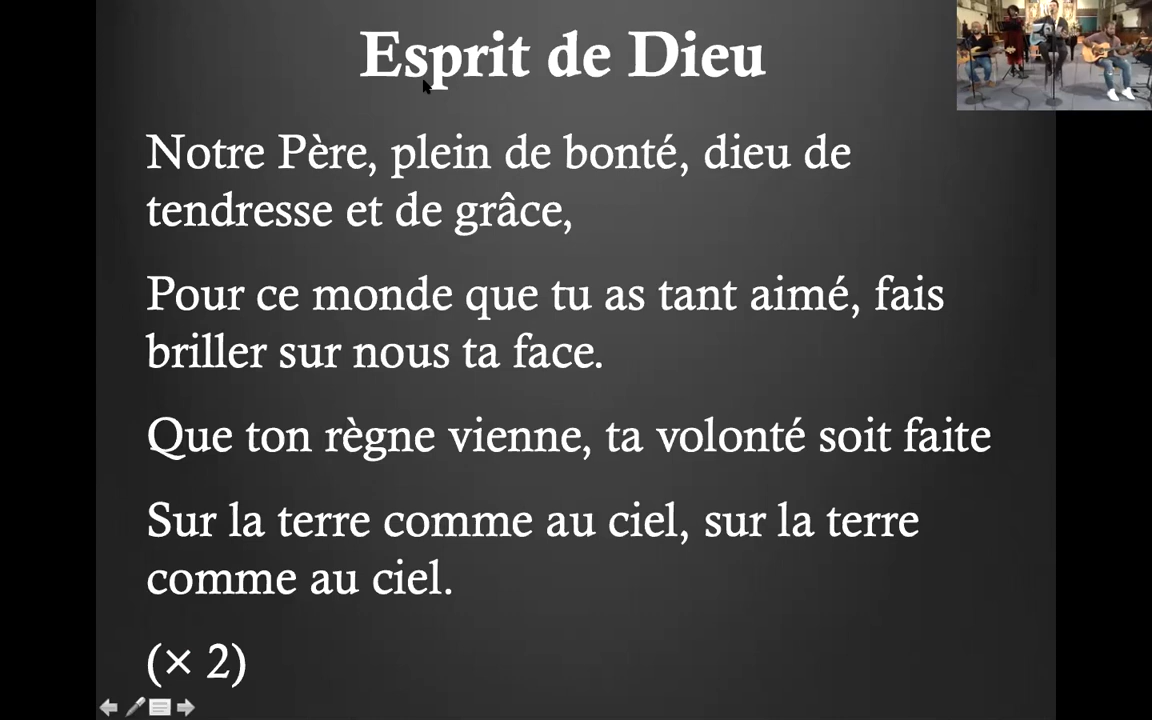 Esprit de Dieu
Notre Père, plein de bonté, dieu de
tendresse et de grâce,
Pour ce monde que tu as tant aimé, fais
briller sur nous ta face.
Que ton règne vienne, ta volonté soit faite
Sur la terre comme au ciel, sur la terre
comme au ciel.
(× 2)